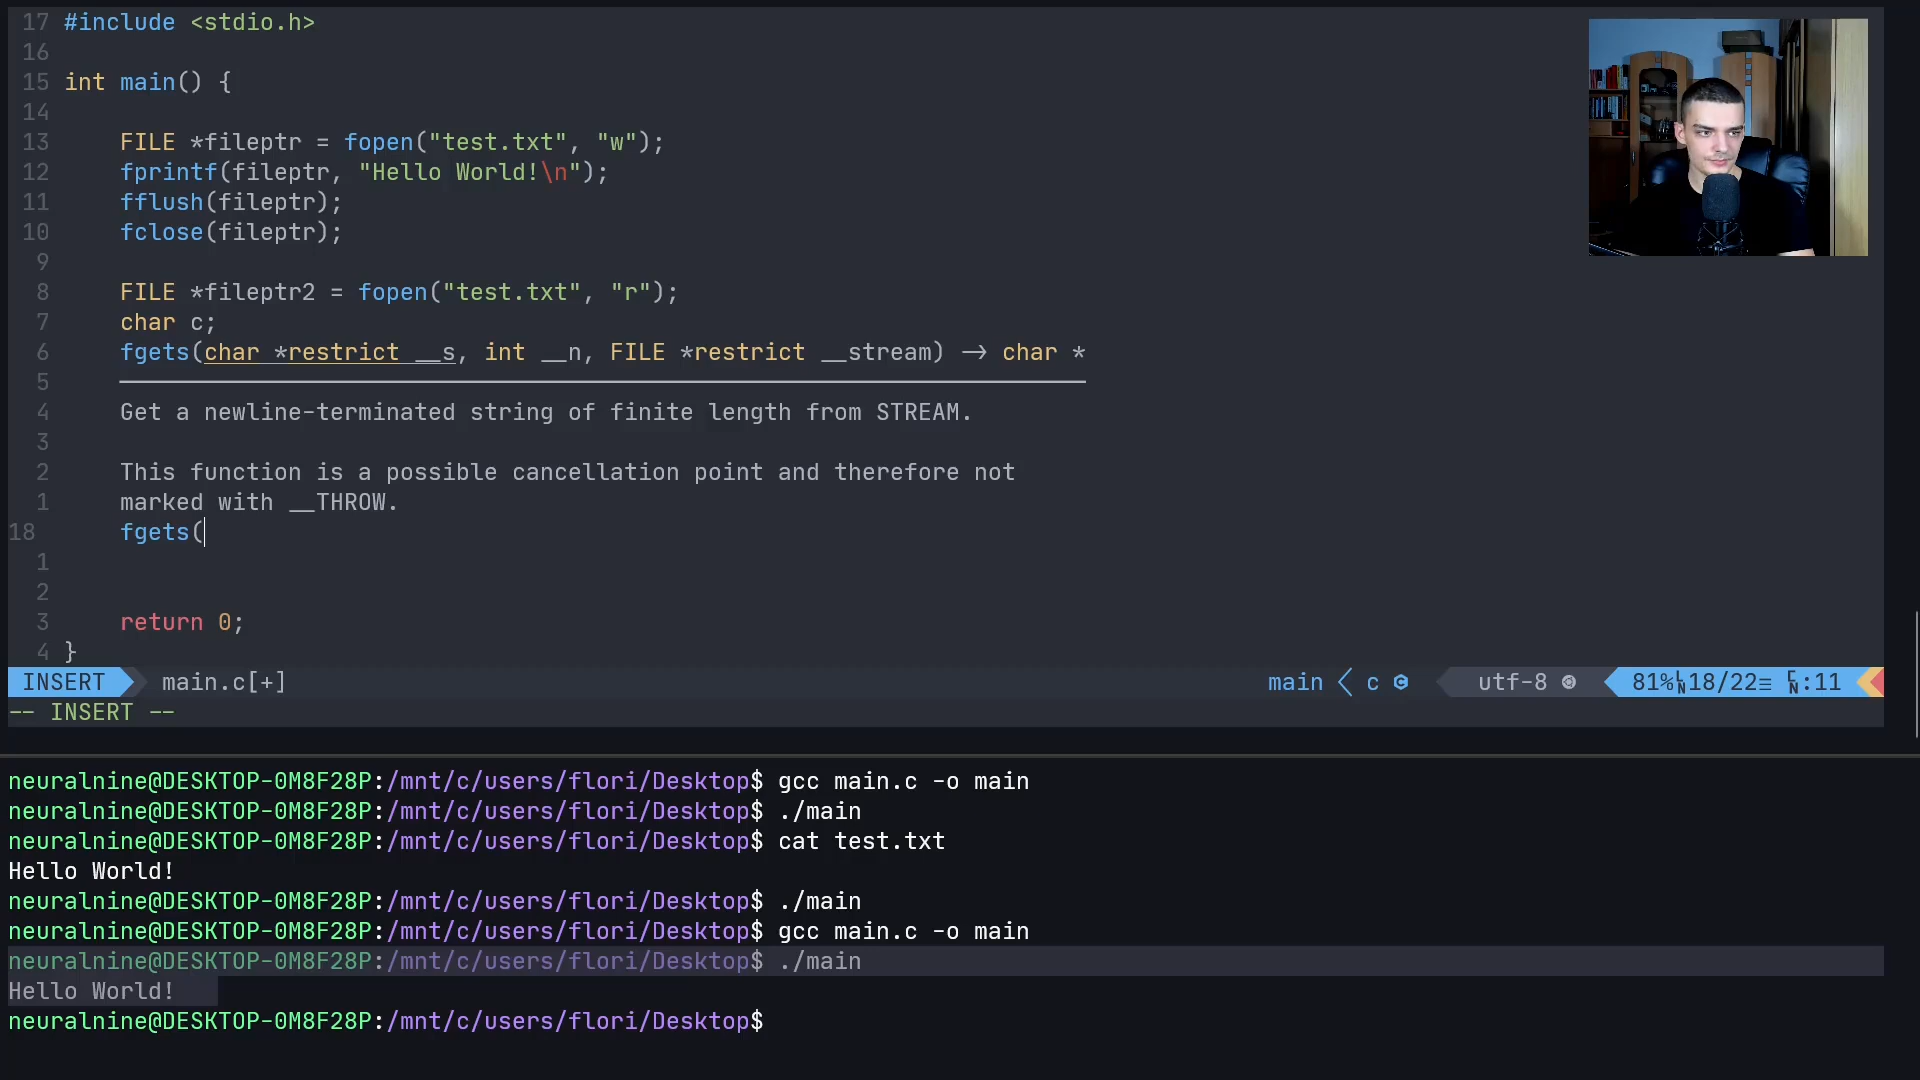 17 #include <stdio.h>
16
15 int main() {
14
13 FILE *fileptr = fopen("test.txt", "w");
12 fprintf(fileptr, "Hello World!\n");
11 fflush(fileptr);
10 fclose(fileptr);
9
8 FILE *fileptr2 = fopen("test.txt", "r");
7 char c;
6 fgets(char *restrict __s, int __n, FILE *restrict __stream) -> char *
5
4 Get a newline-terminated string of finite length from STREAM.
3
2 This function is a possible cancellation point and therefore not
1 marked with __THROW.
18 fgets(
1
2
3 return 0;
4 }
INSERT main.c[+] main c utf-8 81% LN 18/22≡ CN:11
-- INSERT --
neuralnine@DESKTOP-0M8F28P:/mnt/c/users/flori/Desktop$ gcc main.c -o main
neuralnine@DESKTOP-0M8F28P:/mnt/c/users/flori/Desktop$ ./main
neuralnine@DESKTOP-0M8F28P:/mnt/c/users/flori/Desktop$ cat test.txt
Hello World!
neuralnine@DESKTOP-0M8F28P:/mnt/c/users/flori/Desktop$ ./main
neuralnine@DESKTOP-0M8F28P:/mnt/c/users/flori/Desktop$ gcc main.c -o main
neuralnine@DESKTOP-0M8F28P:/mnt/c/users/flori/Desktop$ ./main
Hello World!
neuralnine@DESKTOP-0M8F28P:/mnt/c/users/flori/Desktop$